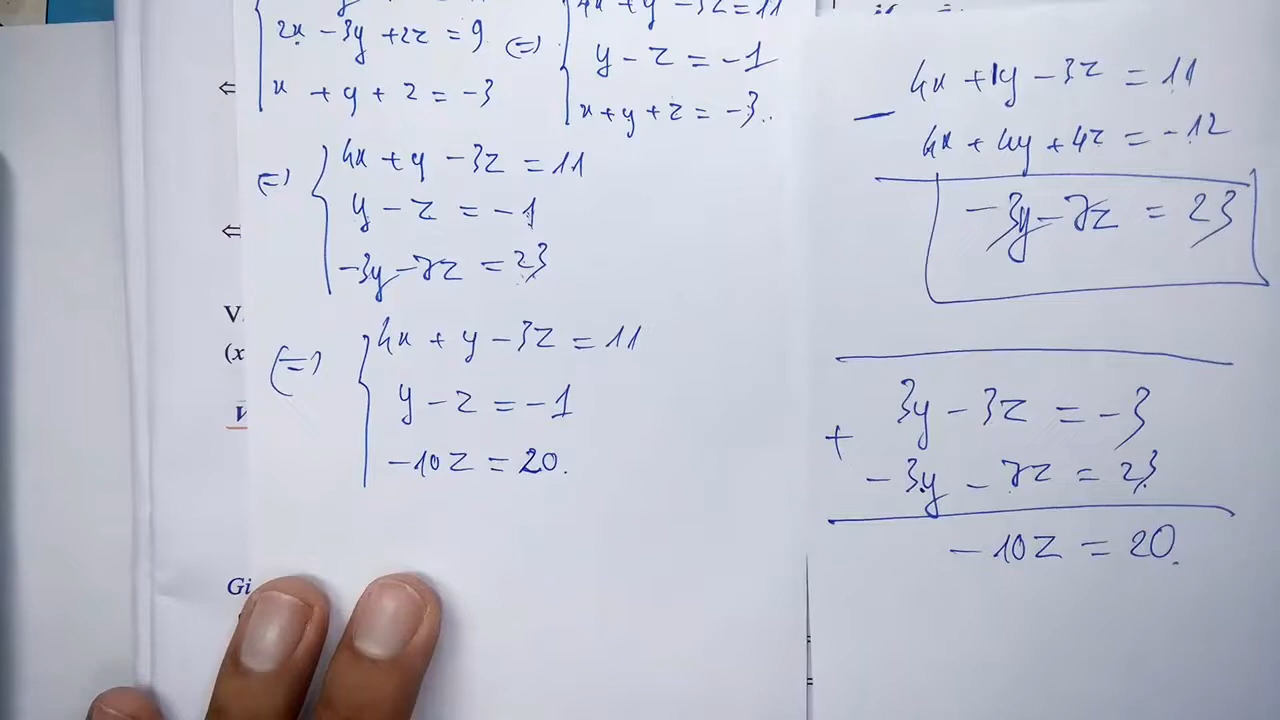 2x - 3y + 2z = 9
x + y + z = -3
⇔ 4x + y - 3z = 11
y - z = -1
x + y + z = -3
⇐
⇔ 4x + y - 3z = 11
y - z = -1
-3y - 7z = 23
⇐
V
(x
V
⇔ 4x + y - 3z = 11
y - z = -1
-10z = 20.
Gi
4x + 1y - 3z = 11
-
4x + 4y + 4z = -12
-3y - 7z = 23
3y - 3z = -3
+
-3y - 7z = 23
-10z = 20.